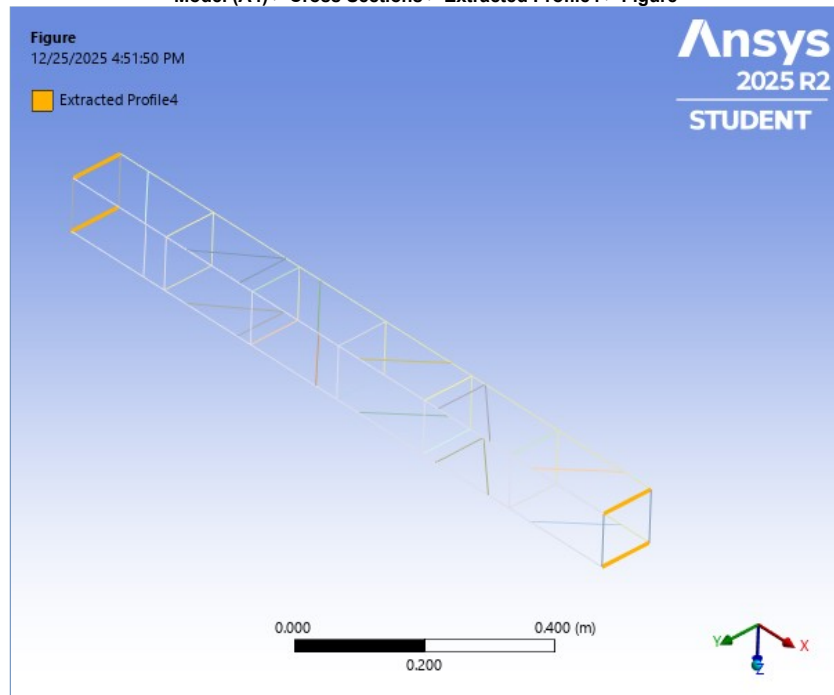 Figure
12/25/2025 4:51:50 PM
Extracted Profile4
Ansys
2025 R2
STUDENT
0.000
0.400 (m)
0.200
Y
X
Z